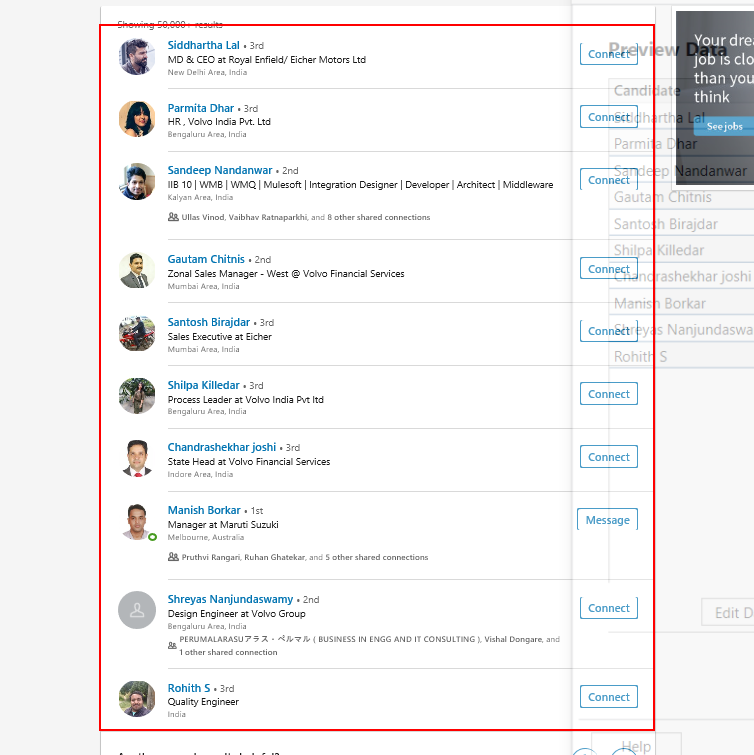 Showing 50,000+ results
Siddhartha Lal • 3rd
MD & CEO at Royal Enfield/ Eicher Motors Ltd
New Delhi Area, India
Connect
Parmita Dhar • 3rd
HR , Volvo India Pvt. Ltd
Bengaluru Area, India
Connect
Sandeep Nandanwar • 2nd
IIB 10 | WMB | WMQ | Mulesoft | Integration Designer | Developer | Architect | Middleware
Kalyan Area, India
Ullas Vinod, Vaibhav Ratnaparkhi, and 8 other shared connections
Connect
Gautam Chitnis • 2nd
Zonal Sales Manager - West @ Volvo Financial Services
Mumbai Area, India
Connect
Santosh Birajdar • 3rd
Sales Executive at Eicher
Mumbai Area, India
Connect
Shilpa Killedar • 3rd
Process Leader at Volvo India Pvt ltd
Bengaluru Area, India
Connect
Chandrashekhar joshi • 3rd
State Head at Volvo Financial Services
Indore Area, India
Connect
Manish Borkar • 1st
Manager at Maruti Suzuki
Melbourne, Australia
Pruthvi Rangari, Ruhan Ghatekar, and 5 other shared connections
Message
Shreyas Nanjundaswamy • 2nd
Design Engineer at Volvo Group
Bengaluru Area, India
PERUMALARASUアラス・ペルマル ( BUSINESS IN ENGG AND IT CONSULTING ), Vishal Dongare, and
1 other shared connection
Connect
Rohith S • 3rd
Quality Engineer
India
Connect
Preview Data
Candidate
Siddhartha Lal
Parmita Dhar
Sandeep Nandanwar
Gautam Chitnis
Santosh Birajdar
Shilpa Killedar
Chandrashekhar joshi
Manish Borkar
Shreyas Nanjundaswa
Rohith S
Edit D
Help
Your drea
job is clo
than you
think
See jobs